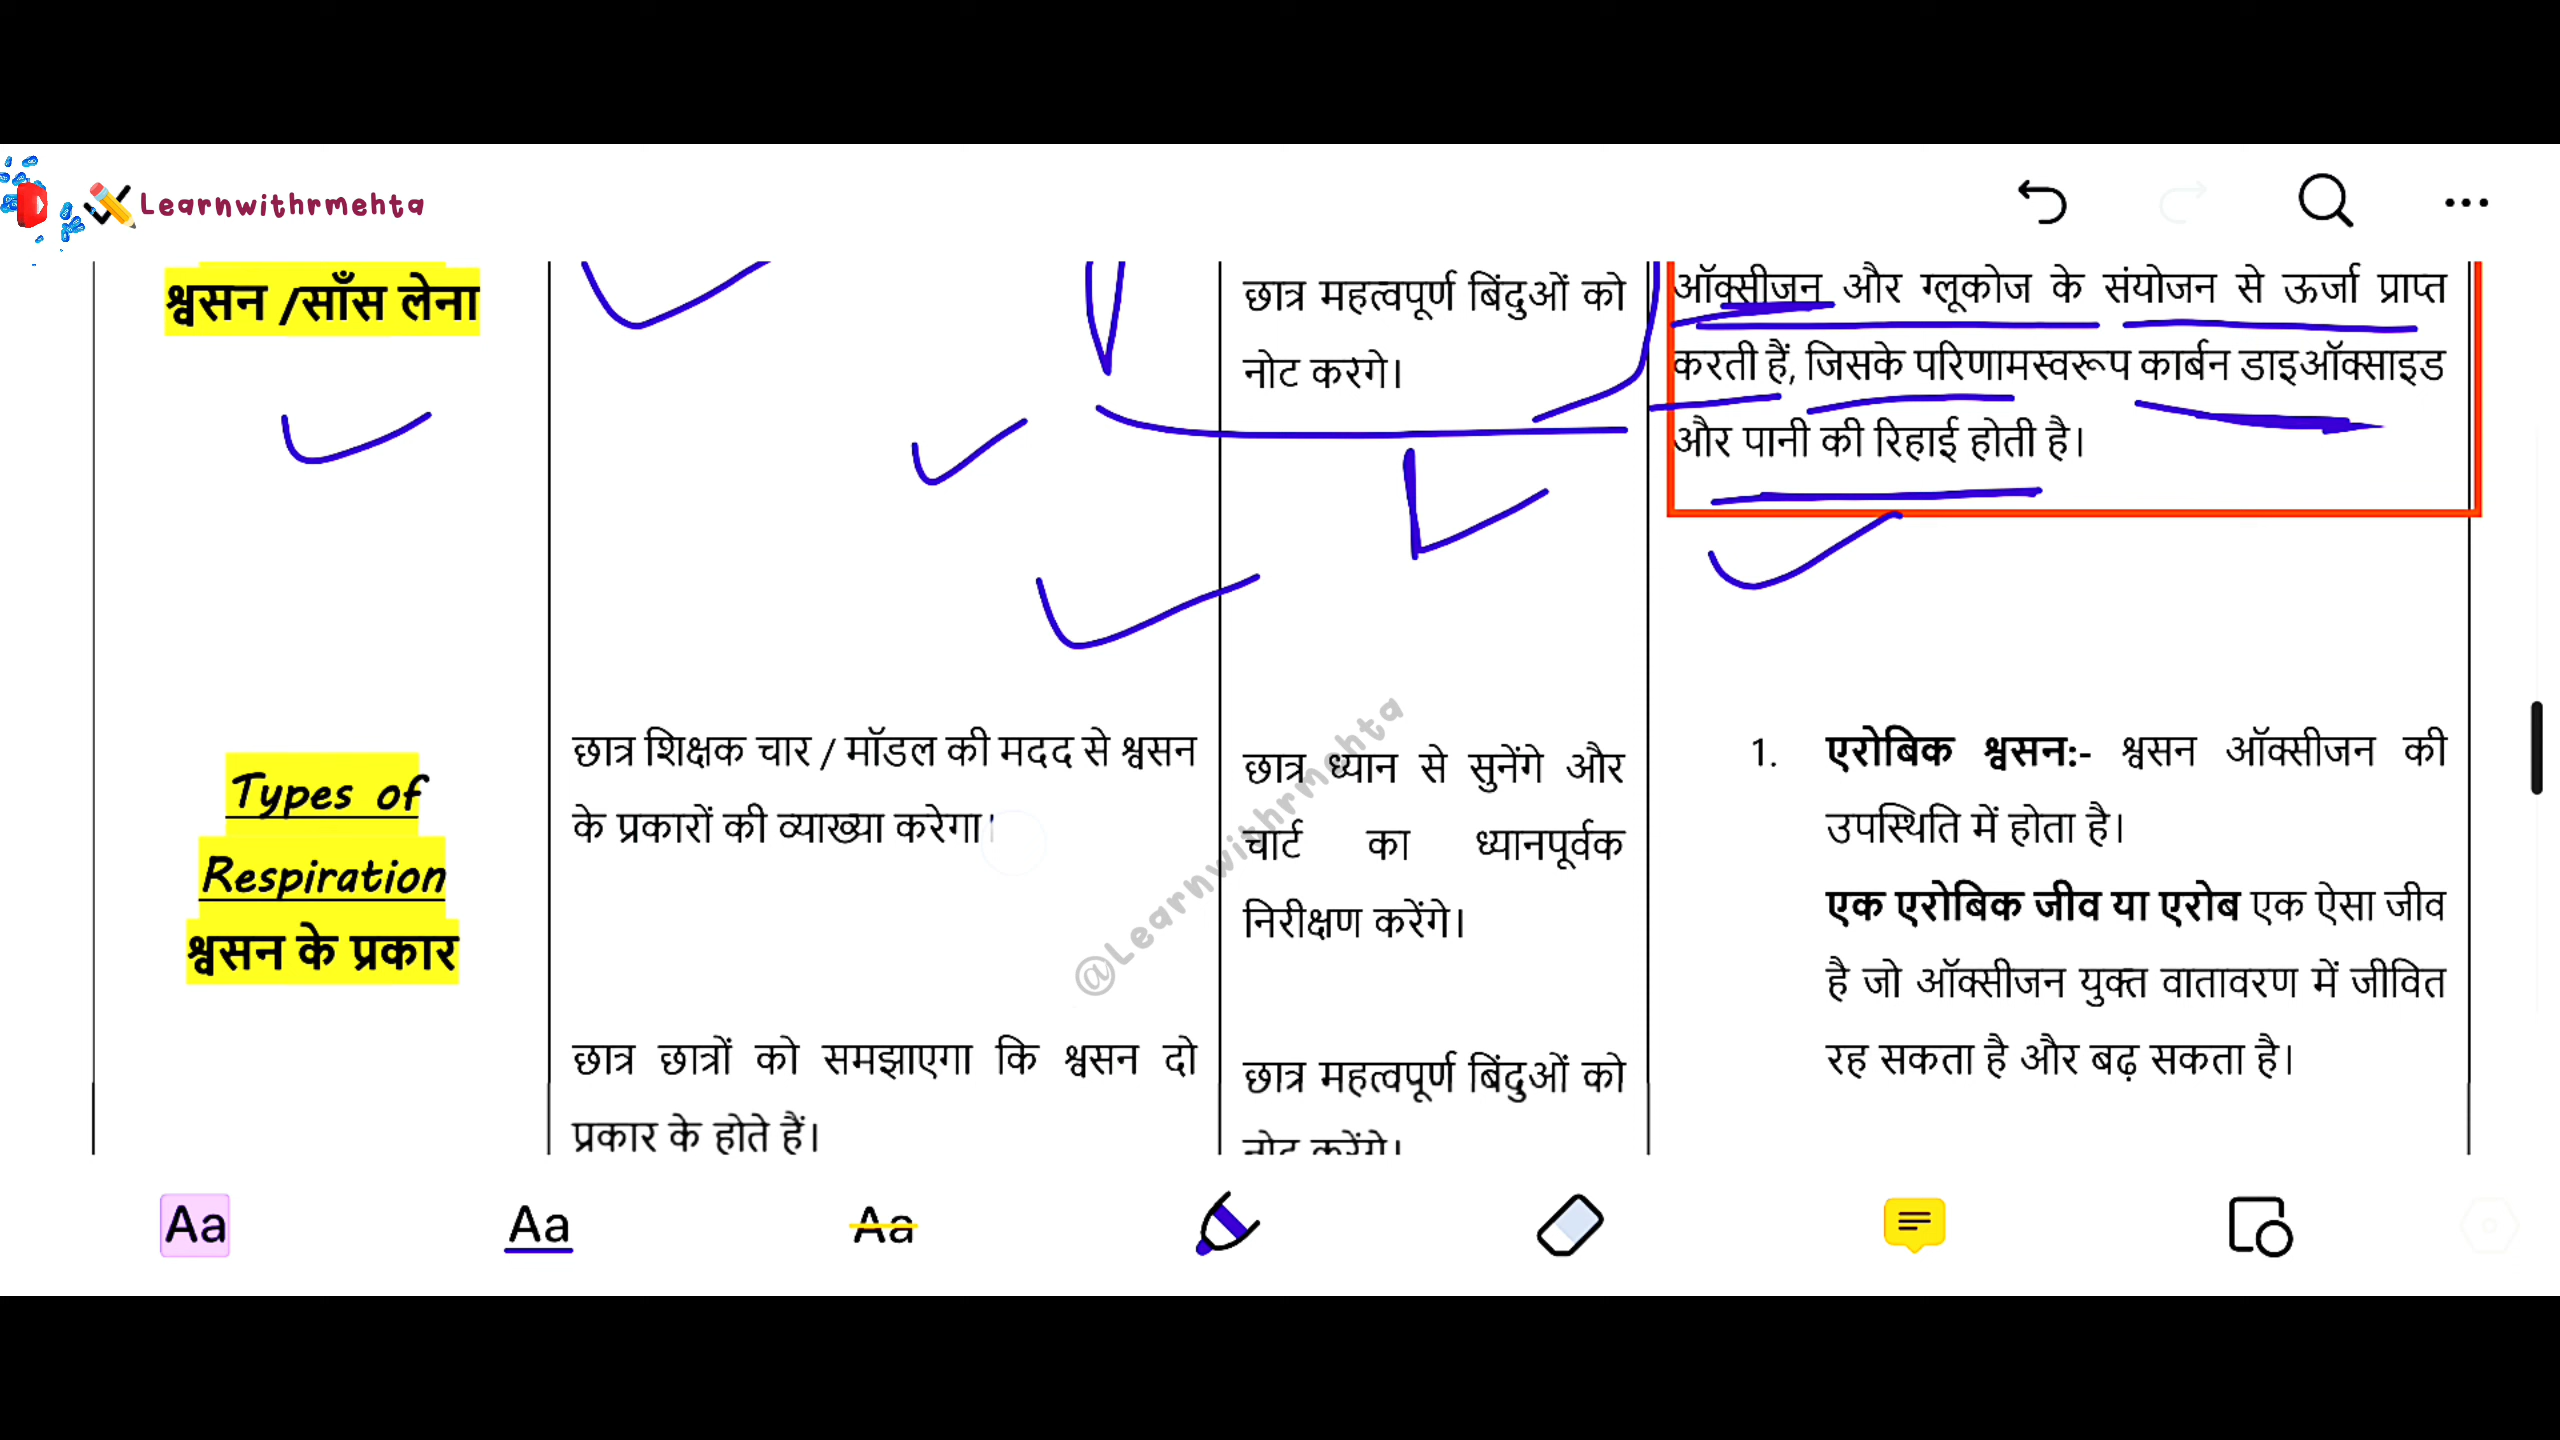 Learnwithrmehta
श्वसन /साँस लेना
छात्र महत्वपूर्ण बिंदुओं को
नोट करेंगे।
ऑक्सीजन और ग्लूकोज के संयोजन से ऊर्जा प्राप्त
करती हैं, जिसके परिणामस्वरूप कार्बन डाइऑक्साइड
और पानी की रिहाई होती है।
Types of
Respiration
श्वसन के प्रकार
छात्र शिक्षक चार / मॉडल की मदद से श्वसन
के प्रकारों की व्याख्या करेगा।
छात्र छात्रों को समझाएगा कि श्वसन दो
प्रकार के होते हैं।
छात्र ध्यान से सुनेंगे और
चार्ट का ध्यानपूर्वक
निरीक्षण करेंगे।
छात्र महत्वपूर्ण बिंदुओं को
नोट करेंगे।
1. एरोबिक श्वसन:- श्वसन ऑक्सीजन की
उपस्थिति में होता है।
एक एरोबिक जीव या एरोब एक ऐसा जीव
है जो ऑक्सीजन युक्त वातावरण में जीवित
रह सकता है और बढ़ सकता है।
@Learnwithrmehta
Aa
Aa
Aa